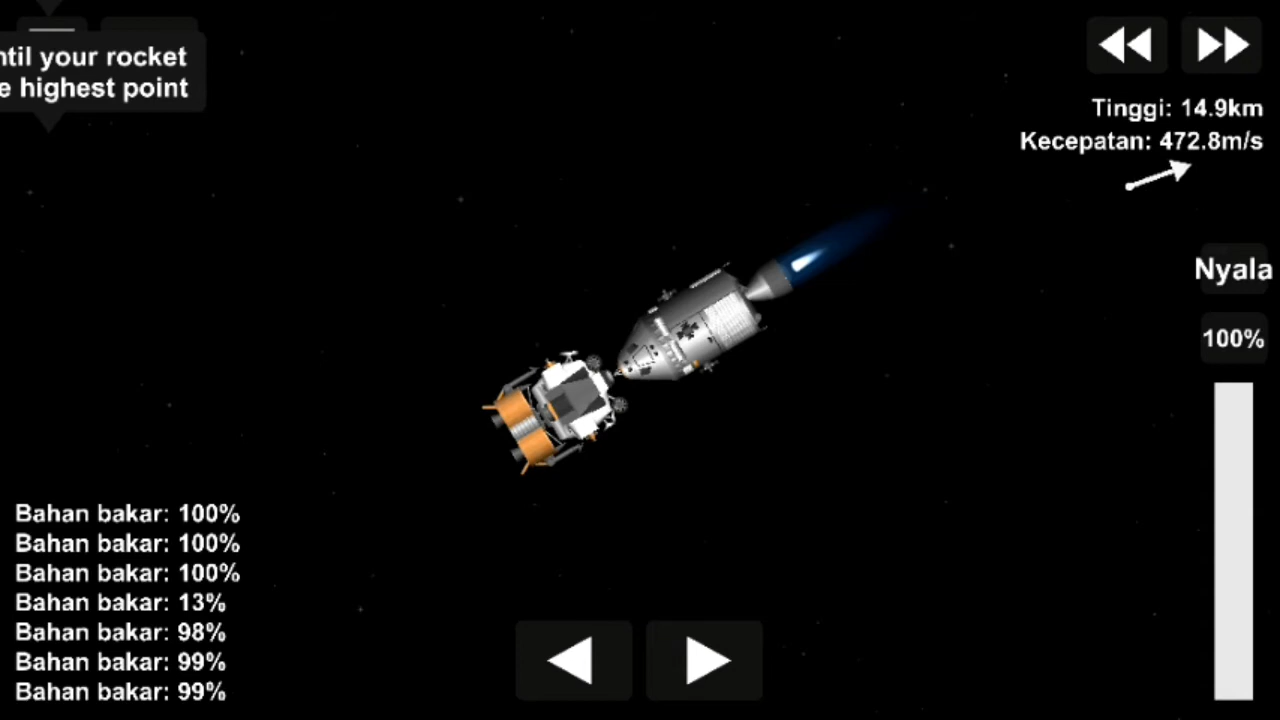 ntil your rocket
e highest point
Tinggi: 14.9km
Kecepatan: 472.8m/s
Nyala
100%
Bahan bakar: 100%
Bahan bakar: 100%
Bahan bakar: 100%
Bahan bakar: 13%
Bahan bakar: 98%
Bahan bakar: 99%
Bahan bakar: 99%